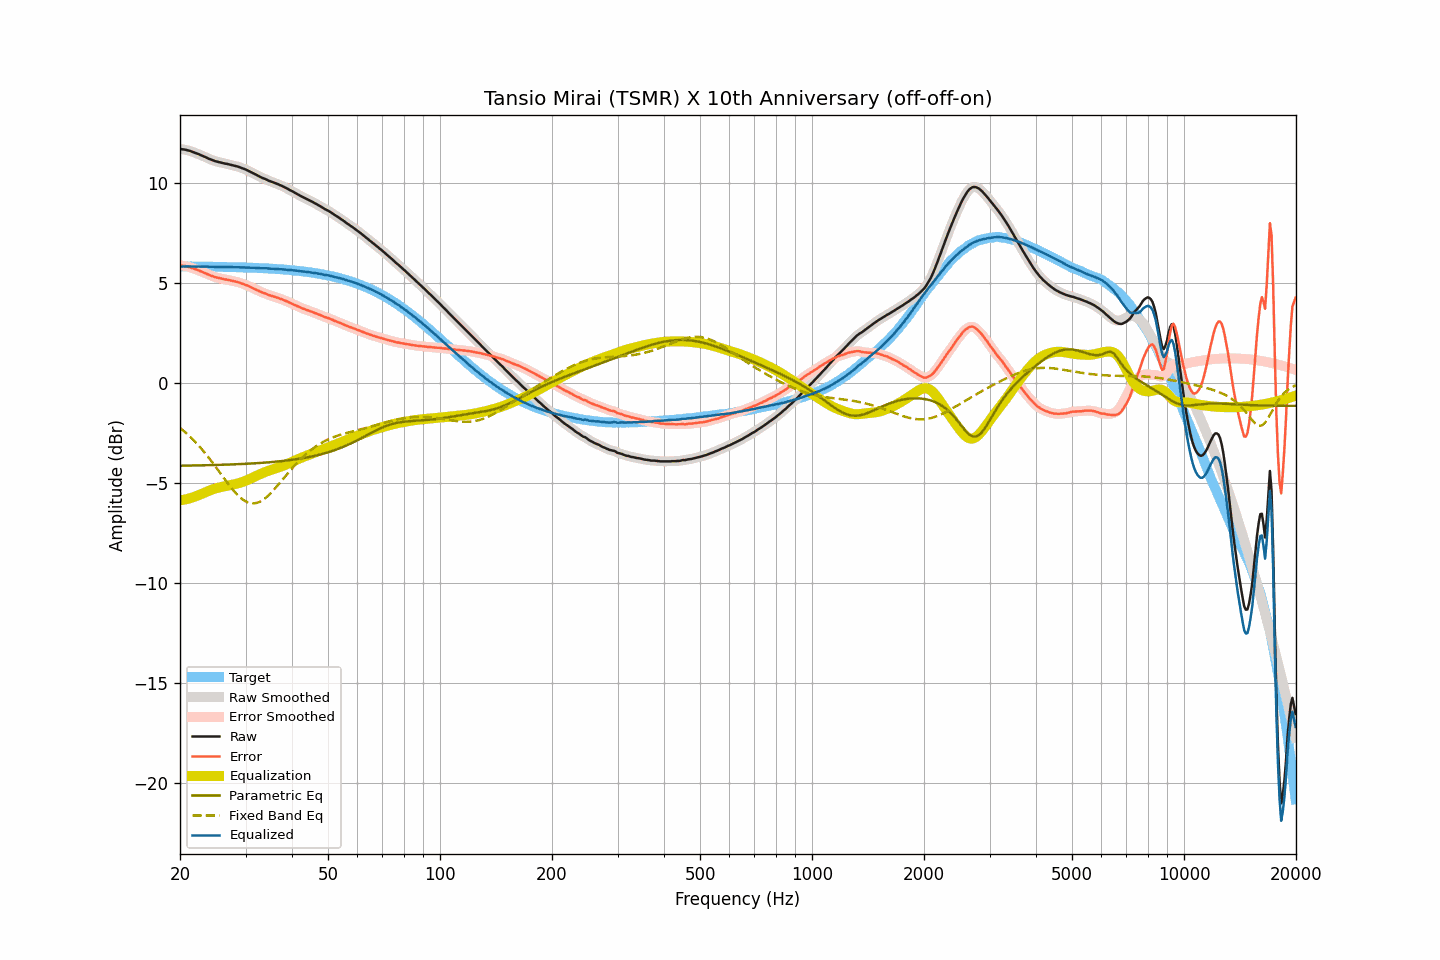 Tansio Mirai (TSMR) X 10th Anniversary (off-off-on)
10
5
0
−5
−10
−15
−20
Amplitude (dBr)
Target
Raw Smoothed
Error Smoothed
Raw
Error
Equalization
Parametric Eq
Fixed Band Eq
Equalized
20 50 100 200 500 1000 2000 5000 10000 20000
Frequency (Hz)